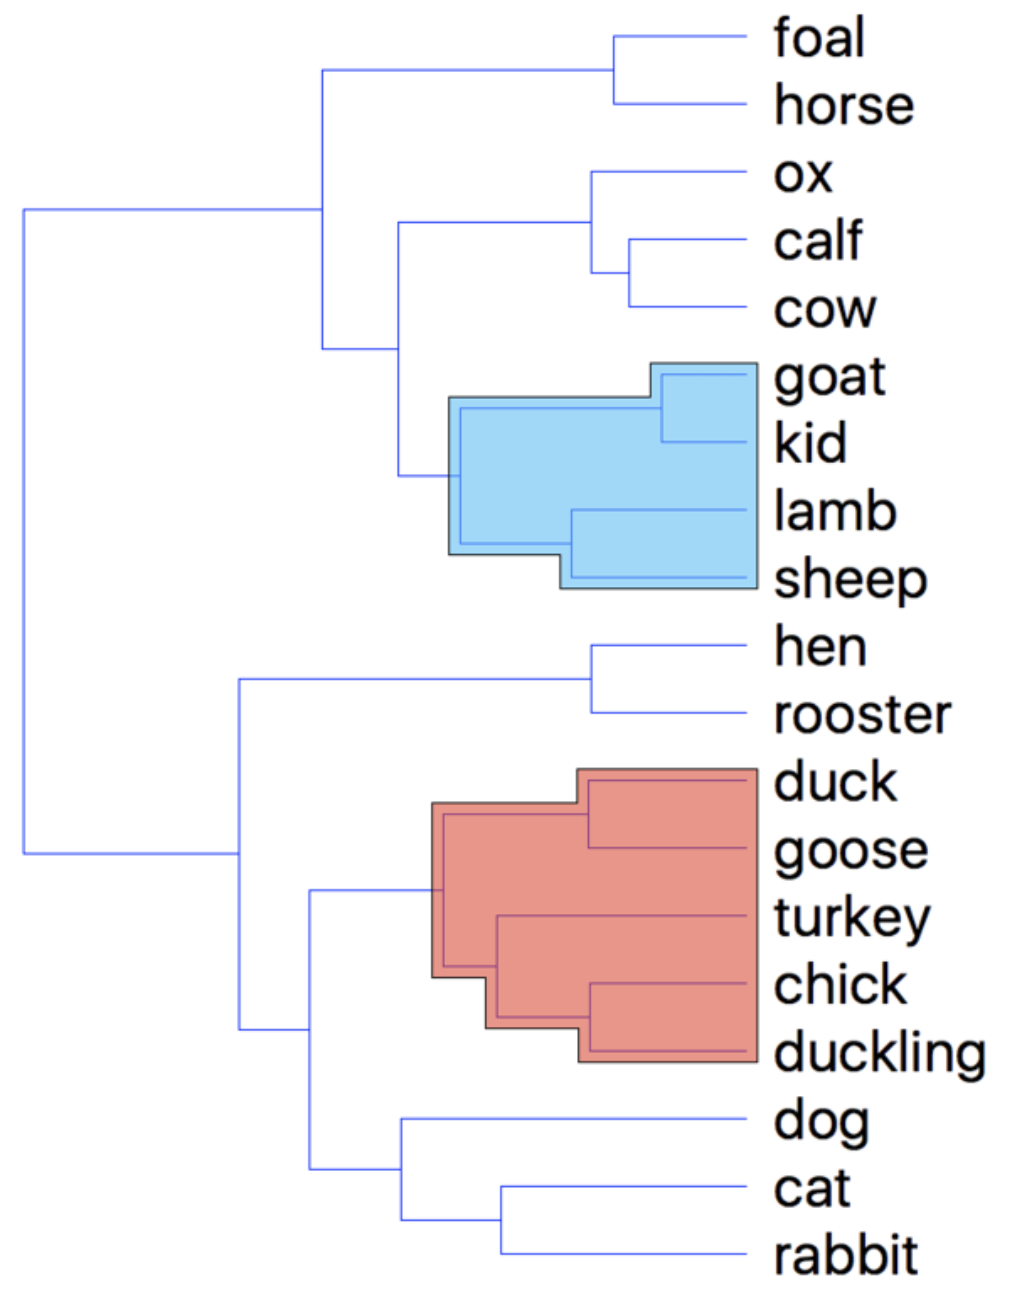 foal
horse
ox
calf
cow
goat
kid
lamb
sheep
hen
rooster
duck
goose
turkey
chick
duckling
dog
cat
rabbit